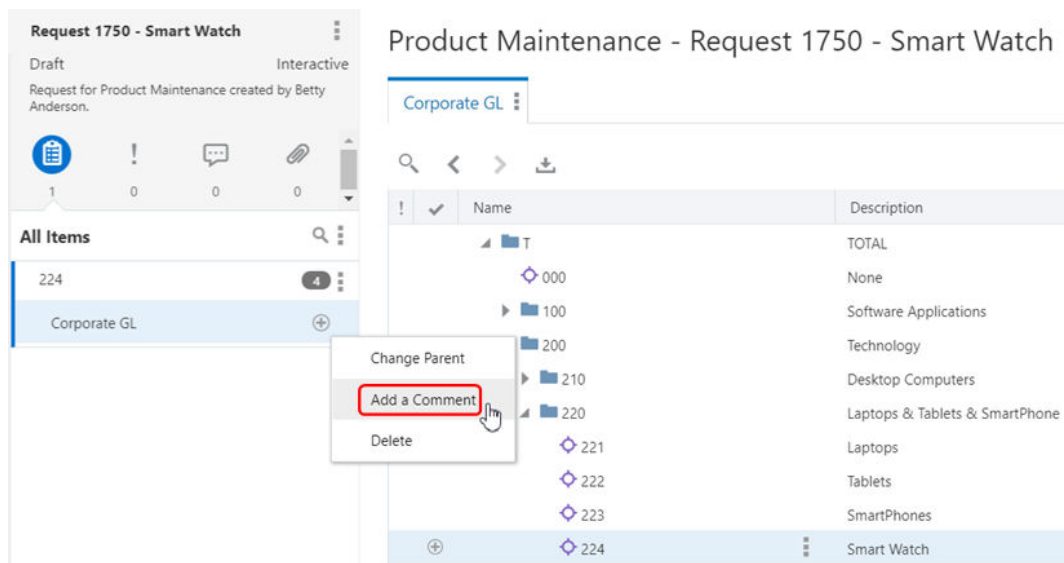 Request 1750 - Smart Watch
Draft Interactive
Request for Product Maintenance created by Betty
Anderson.
1 0 0 0
All Items
224 4
Corporate GL
Change Parent
Add a Comment
Delete
Product Maintenance - Request 1750 - Smart Watch
Corporate GL
! Name Description
T TOTAL
000 None
100 Software Applications
200 Technology
210 Desktop Computers
220 Laptops & Tablets & SmartPhone
221 Laptops
222 Tablets
223 SmartPhones
224 Smart Watch